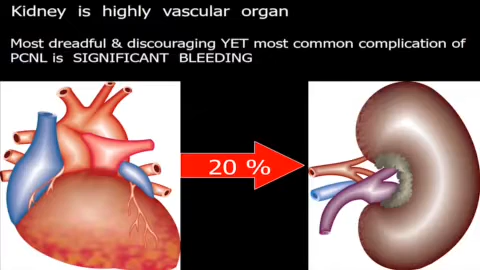 Kidney is highly vascular organ
Most dreadful & discouraging YET most common complication of
PCNL is SIGNIFICANT BLEEDING
20 %